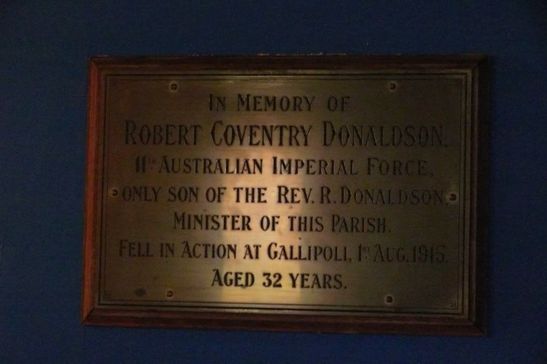 IN MEMORY OF
ROBERT COVENTRY DONALDSON.
11TH AUSTRALIAN IMPERIAL FORCE,
ONLY SON OF THE REV. R. DONALDSON
MINISTER OF THIS PARISH.
FELL IN ACTION AT GALLIPOLI, 1ST AUG. 1915.
AGED 32 YEARS.